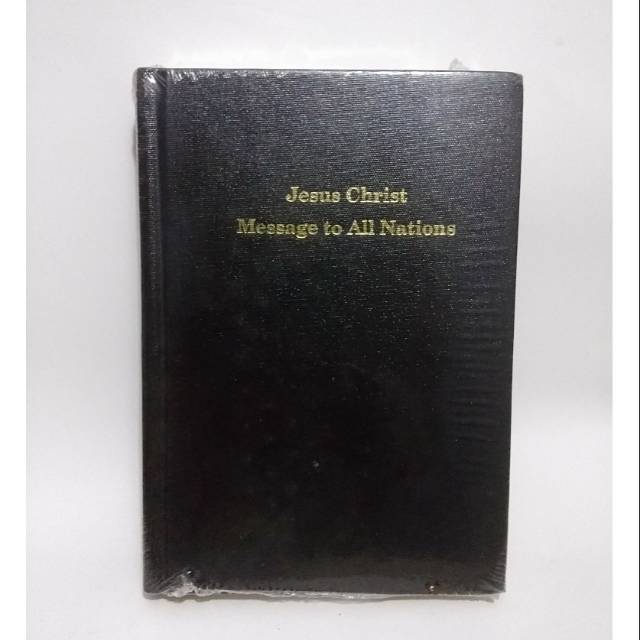 Jesus Christ
Message to All Nations